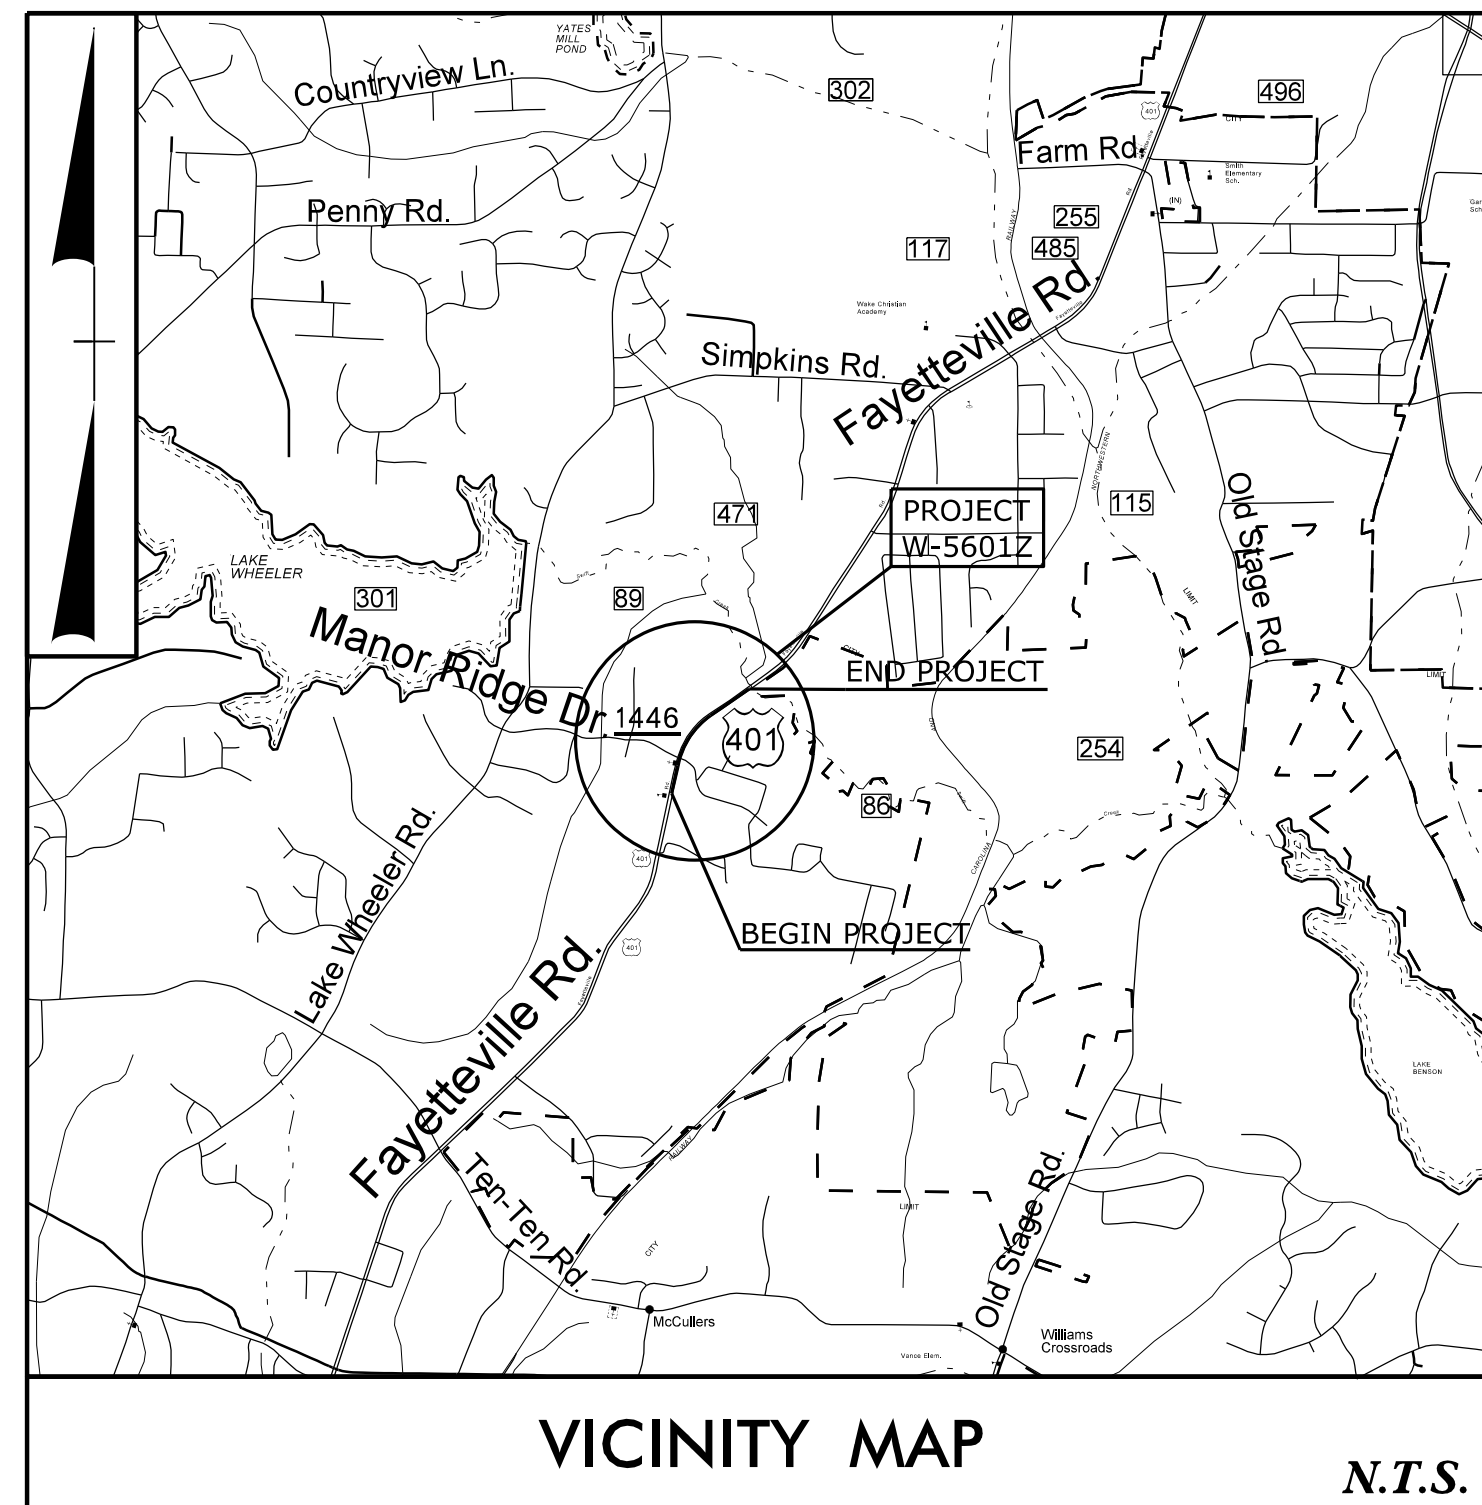 YATES
MILL
POND
Countryview Ln.
302
496
401
CITY
Farm Rd.
Smith
Elementary
Sch.
(IN)
Penny Rd.
255
RAILWAY
117
485
Fayetteville Rd.
Wake Christian
Academy
Simpkins Rd.
NORTHWESTERN
Old Stage Rd.
471
PROJECT
W-5601Z
115
LAKE
WHEELER
301
89
LIMIT
Manor Ridge Dr.
CITY
END PROJECT
LIMIT
1446
401
254
86
Creek
Lake Wheeler Rd.
401
CAROLINA
BEGIN PROJECT
401
Fayetteville
Fayetteville Rd.
LAKE
BENSON
RAILWAY
Ten-Ten Rd.
LIMIT
CITY
Old Stage Rd.
McCullers
Williams
Crossroads
Vance Elem.
VICINITY MAP
N.T.S.